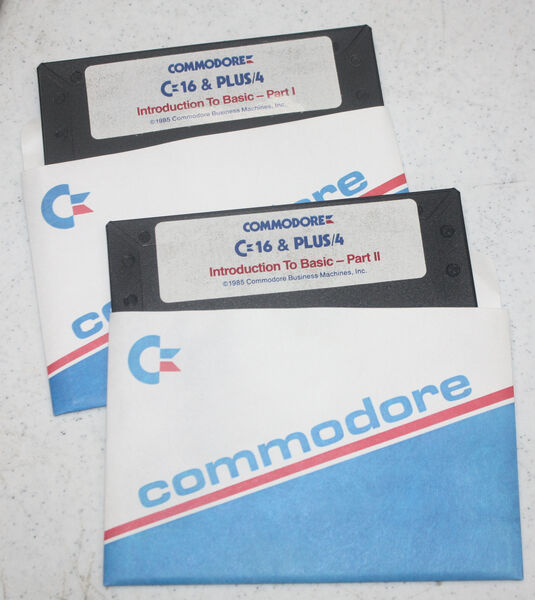 COMMODORE
C=16 & PLUS/4
Introduction To Basic – Part I
©1985 Commodore Business Machines, Inc.
commodore
COMMODORE
C=16 & PLUS/4
Introduction To Basic – Part II
©1985 Commodore Business Machines, Inc.
commodore